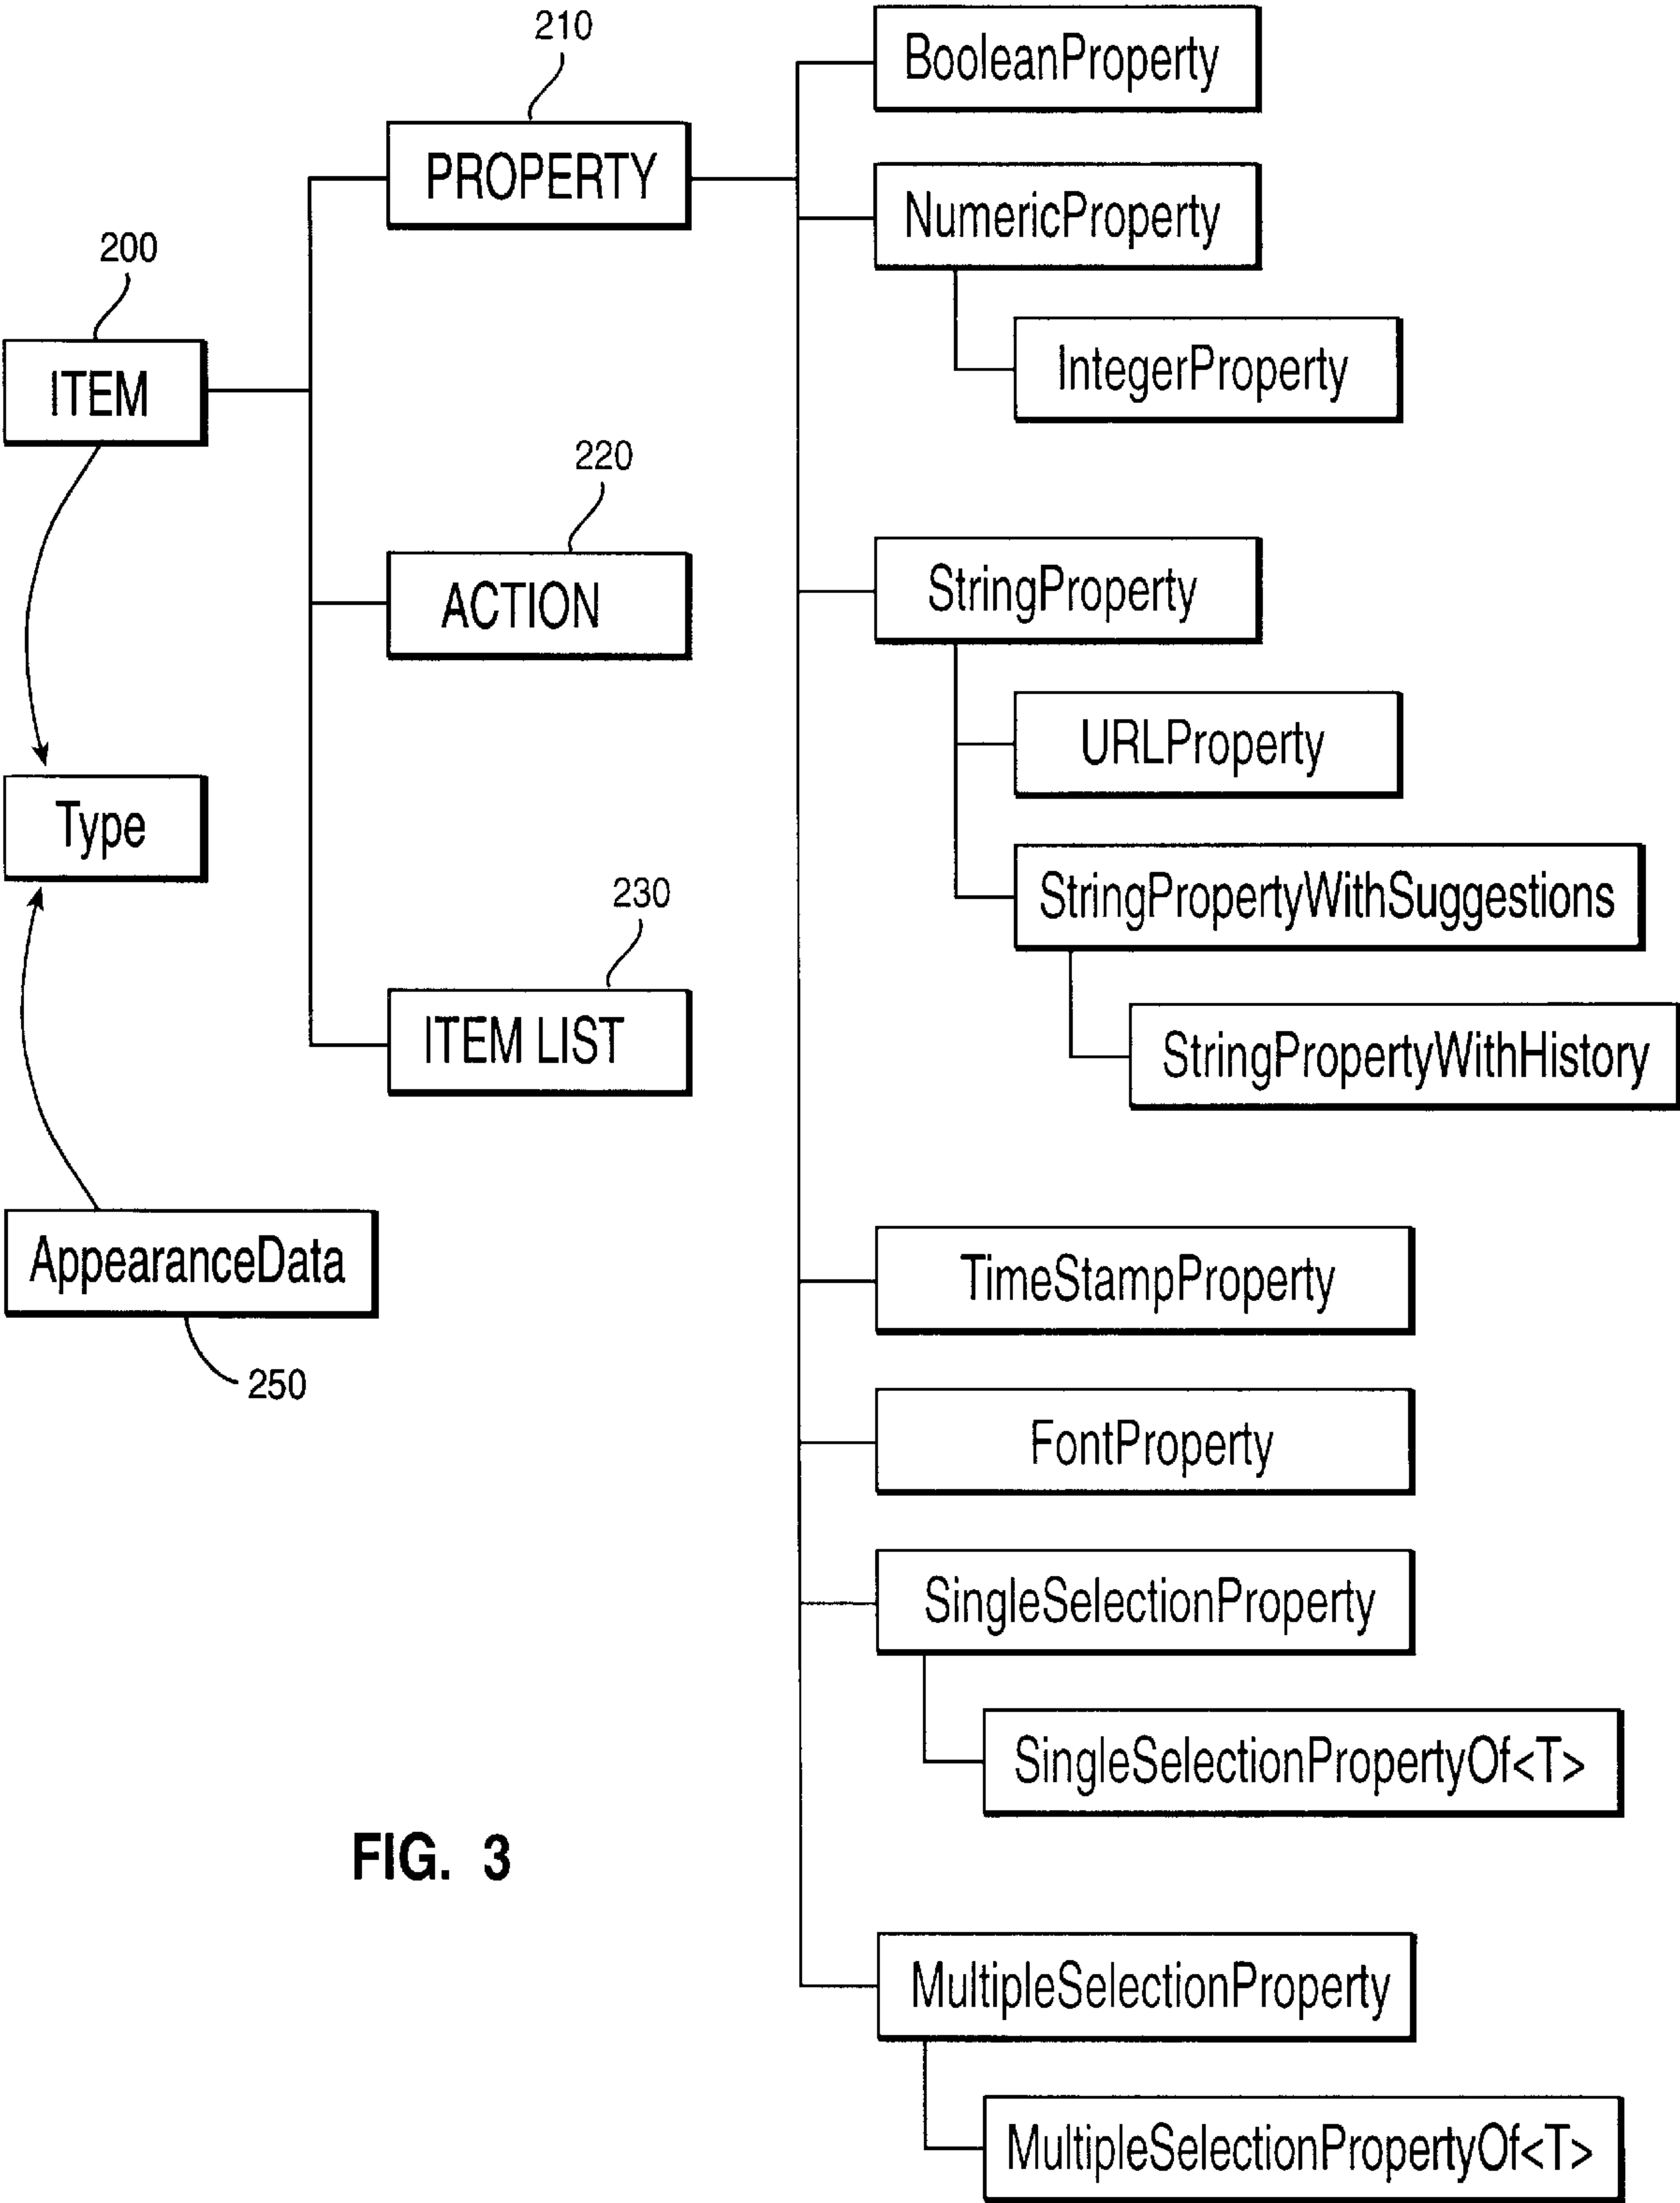 210
BooleanProperty
PROPERTY
NumericProperty
200
ITEM
IntegerProperty
220
ACTION
StringProperty
URLProperty
Type
StringPropertyWithSuggestions
230
ITEM LIST
StringPropertyWithHistory
AppearanceData
TimeStampProperty
250
FontProperty
SingleSelectionProperty
SingleSelectionPropertyOf<T>
FIG. 3
MultipleSelectionProperty
MultipleSelectionPropertyOf<T>